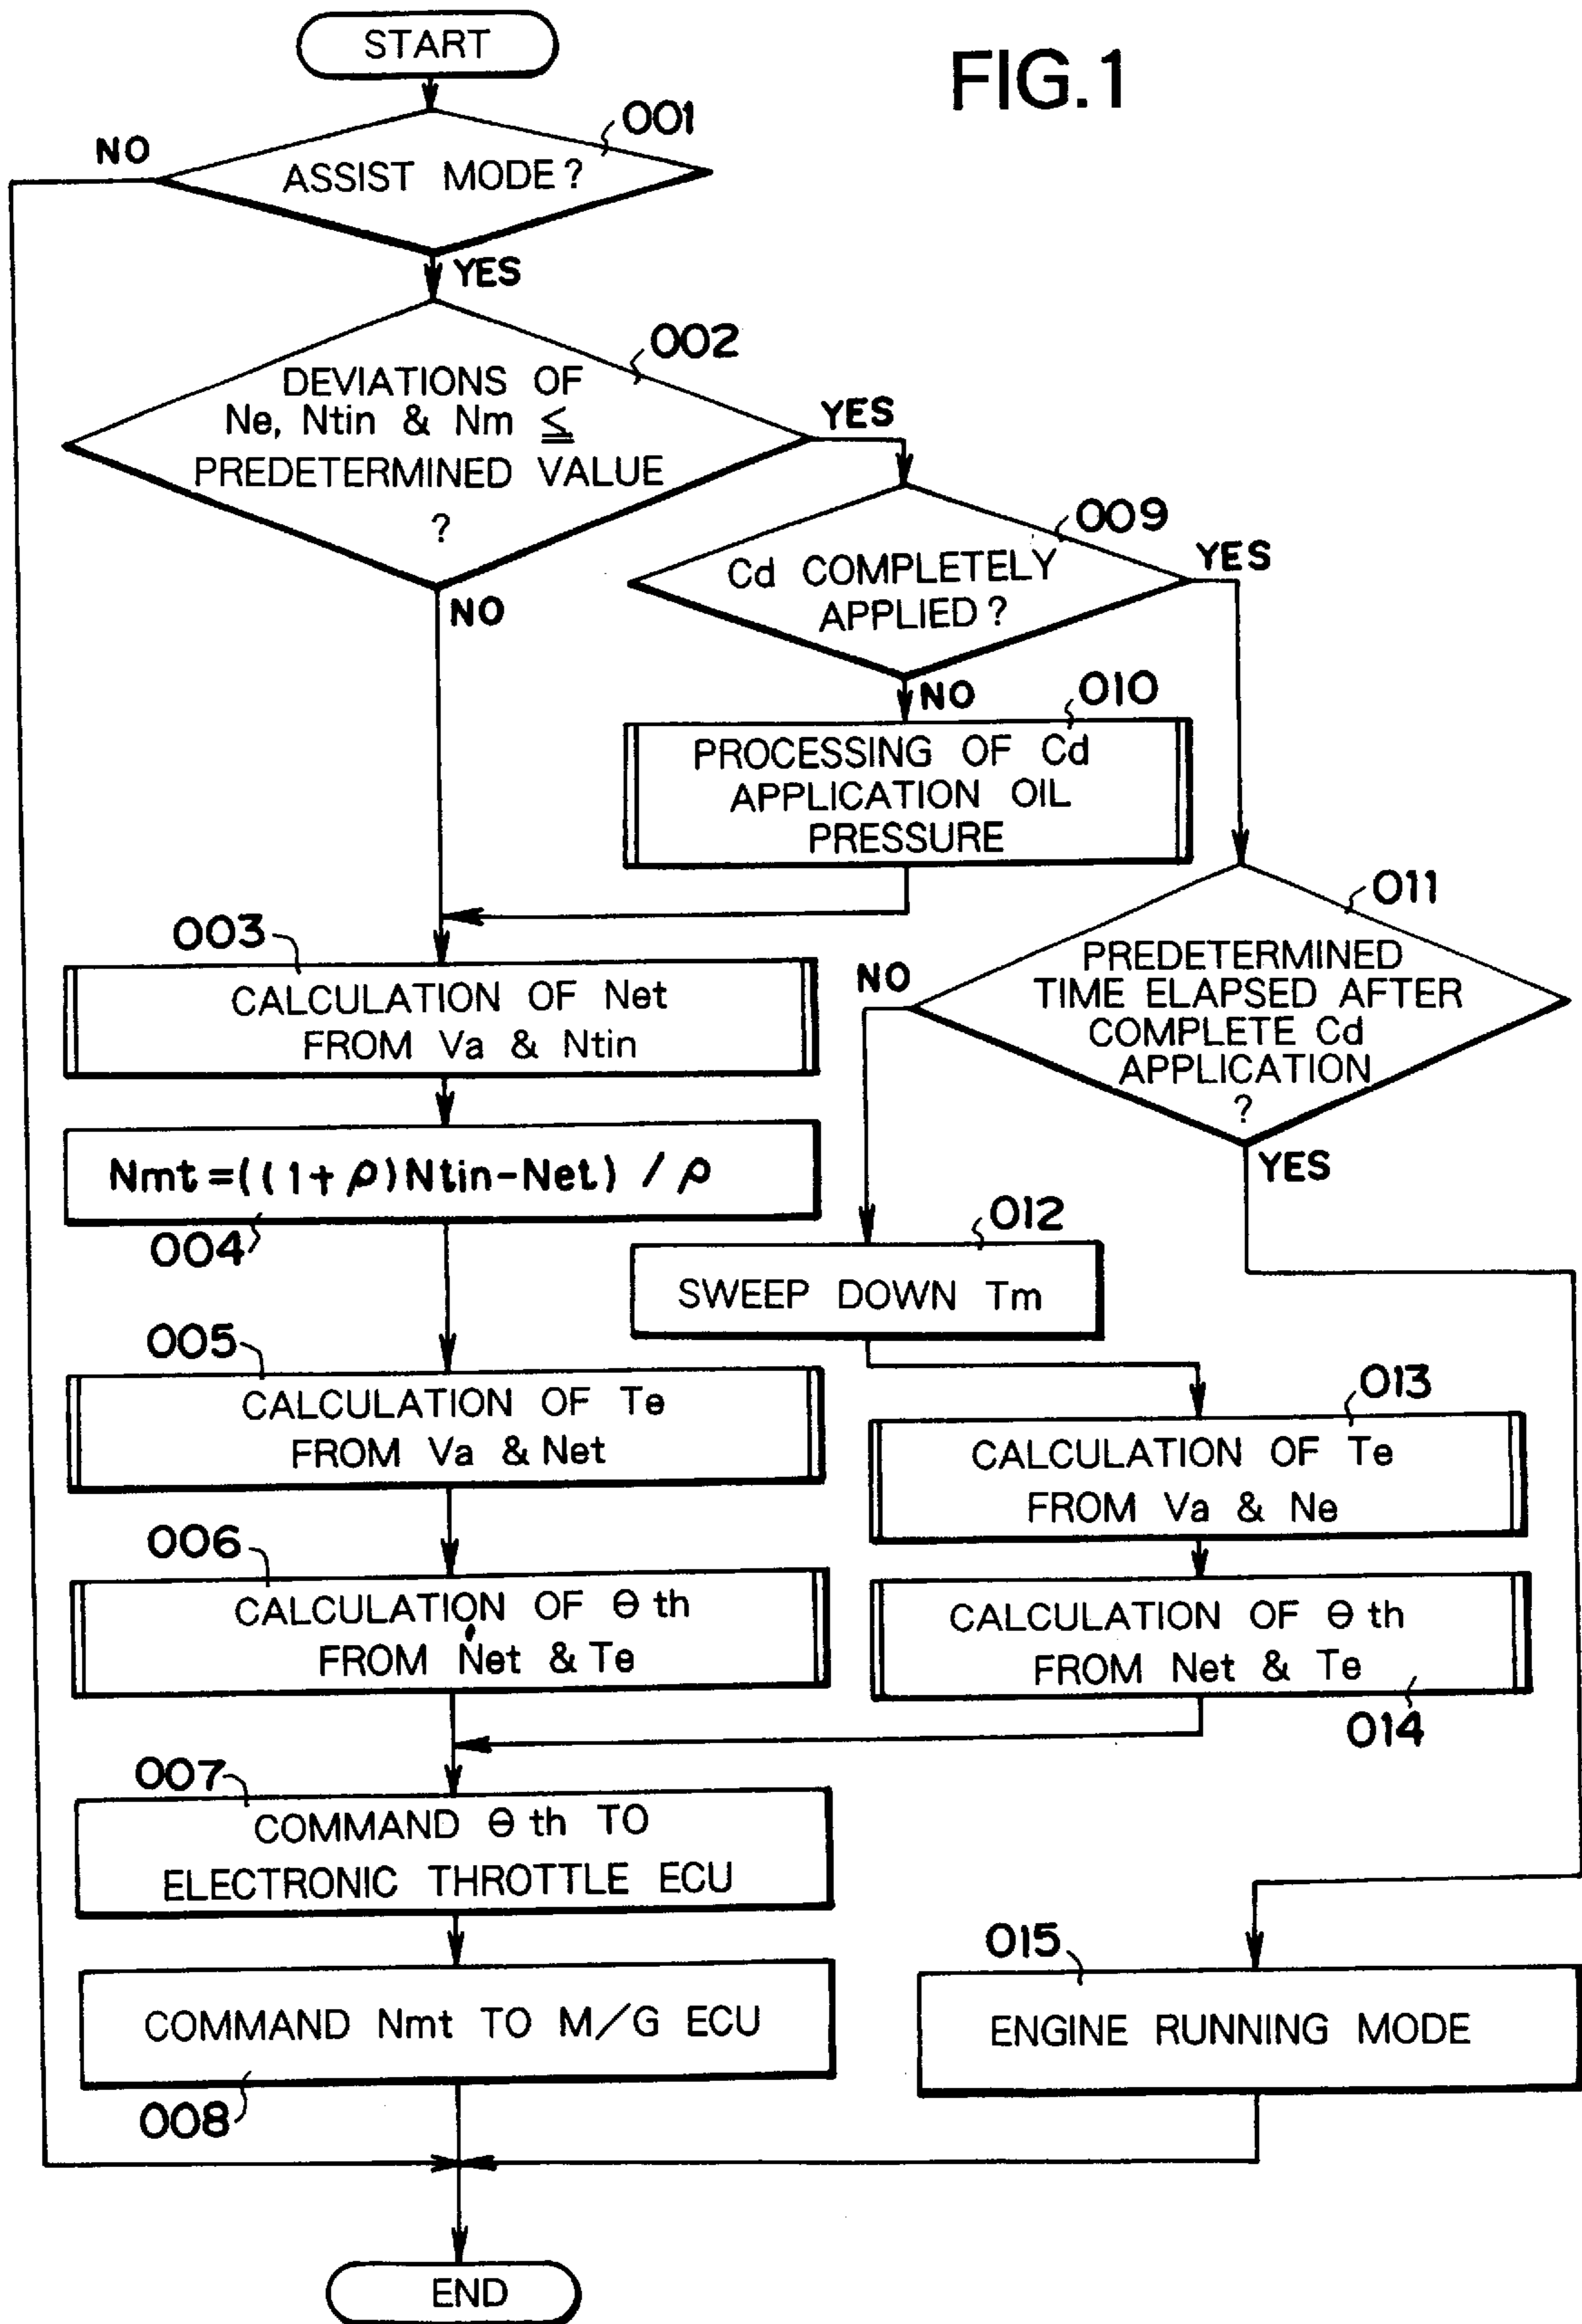 START
FIG.1
001
NO
ASSIST MODE?
YES
002
DEVIATIONS OF
Ne, Ntin & Nm ≦
PREDETERMINED VALUE
?
YES
NO
009
Cd COMPLETELY
APPLIED?
YES
NO
010
PROCESSING OF Cd
APPLICATION OIL
PRESSURE
011
PREDETERMINED
TIME ELAPSED AFTER
COMPLETE Cd
APPLICATION
?
NO
YES
003
CALCULATION OF Net
FROM Va & Ntin
Nmt=((1+ρ)Ntin-Net)/ρ
004
012
SWEEP DOWN Tm
005
CALCULATION OF Te
FROM Va & Net
013
CALCULATION OF Te
FROM Va & Ne
006
CALCULATION OF θth
FROM Net & Te
CALCULATION OF θth
FROM Net & Te
014
007
COMMAND θth TO
ELECTRONIC THROTTLE ECU
015
COMMAND Nmt TO M/G ECU
008
ENGINE RUNNING MODE
END